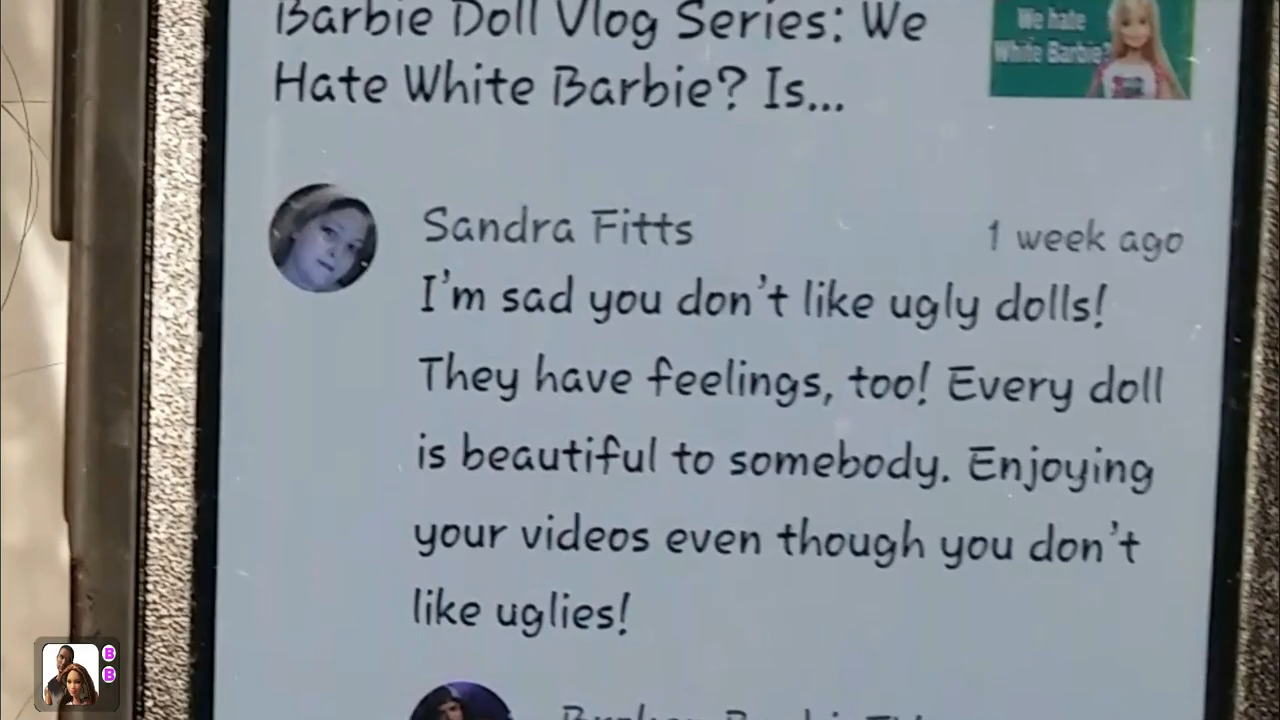 Barbie Doll Vlog Series: We
Hate White Barbie? Is...
We hate
White Barbie?
Sandra Fitts
1 week ago
I'm sad you don't like ugly dolls!
They have feelings, too! Every doll
is beautiful to somebody. Enjoying
your videos even though you don't
like uglies!
B
B